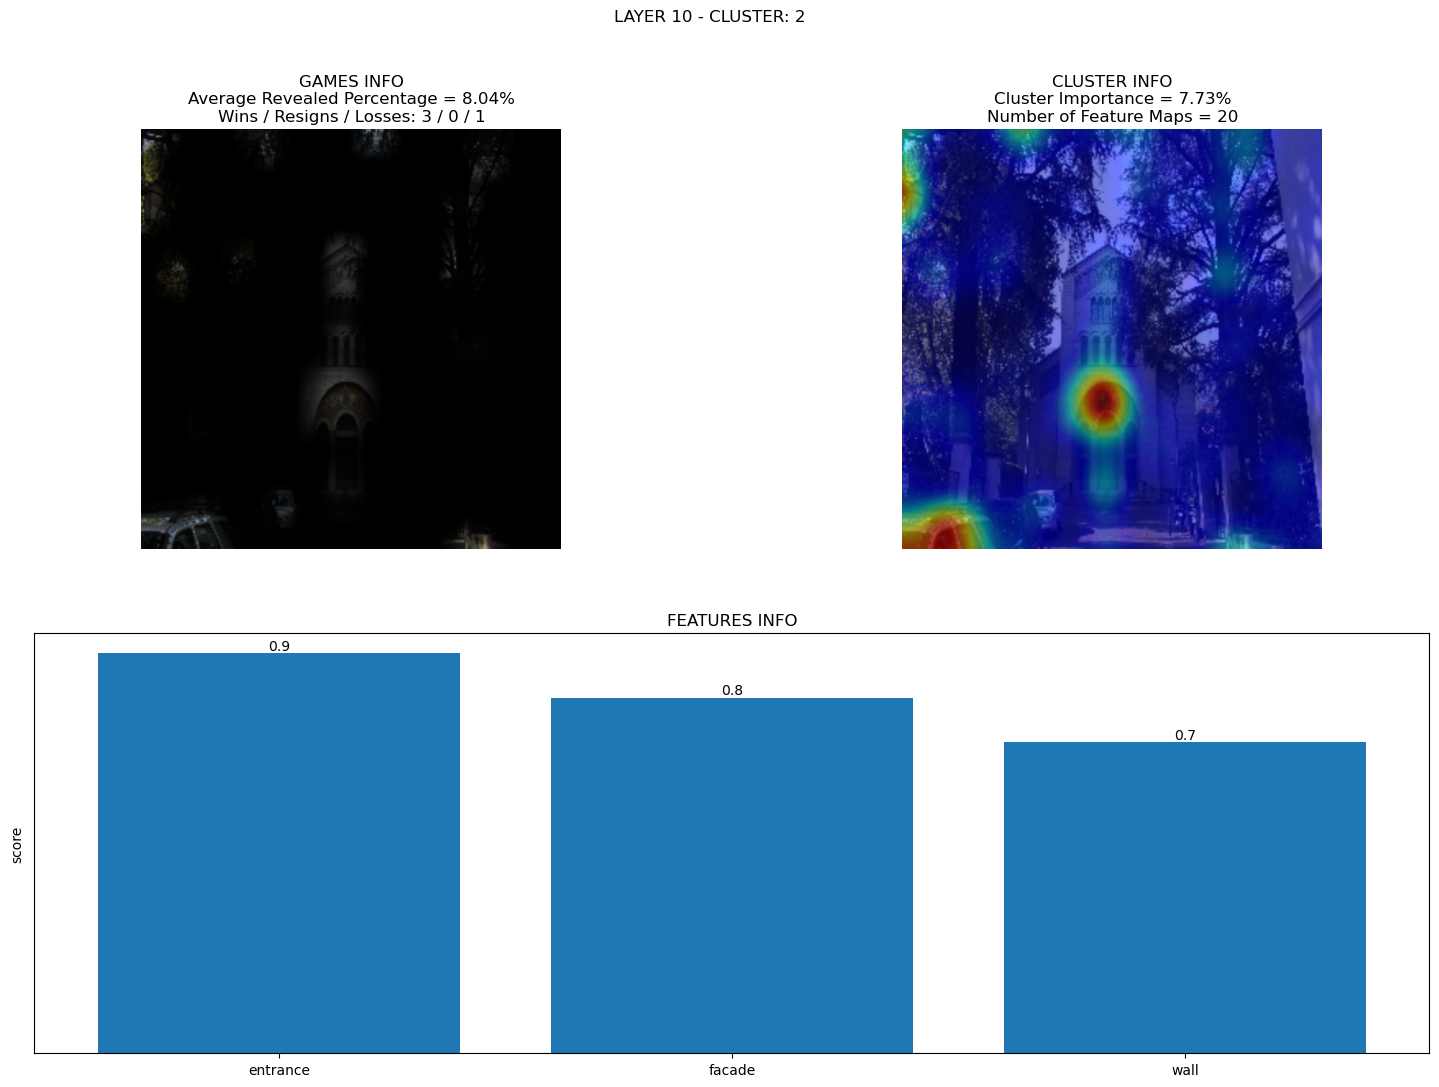 LAYER 10 - CLUSTER: 2
GAMES INFO
Average Revealed Percentage = 8.04%
Wins / Resigns / Losses: 3 / 0 / 1
CLUSTER INFO
Cluster Importance = 7.73%
Number of Feature Maps = 20
FEATURES INFO
score
0.9
0.8
0.7
entrance
facade
wall